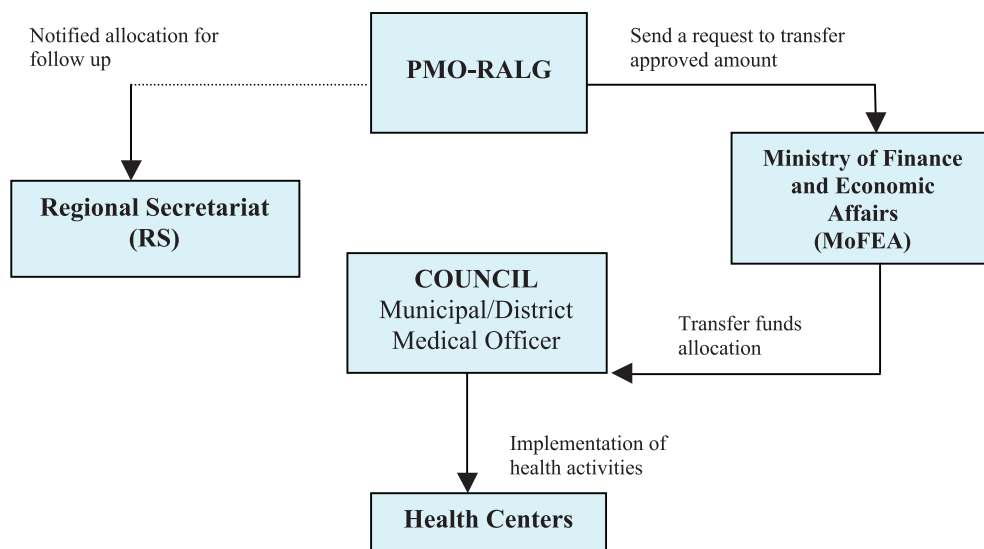 Notified allocation for
follow up
PMO-RALG
Send a request to transfer
approved amount
Ministry of Finance
and Economic
Affairs
(MoFEA)
Regional Secretariat
(RS)
COUNCIL
Municipal/District
Medical Officer
Transfer funds
allocation
Implementation of
health activities
Health Centers